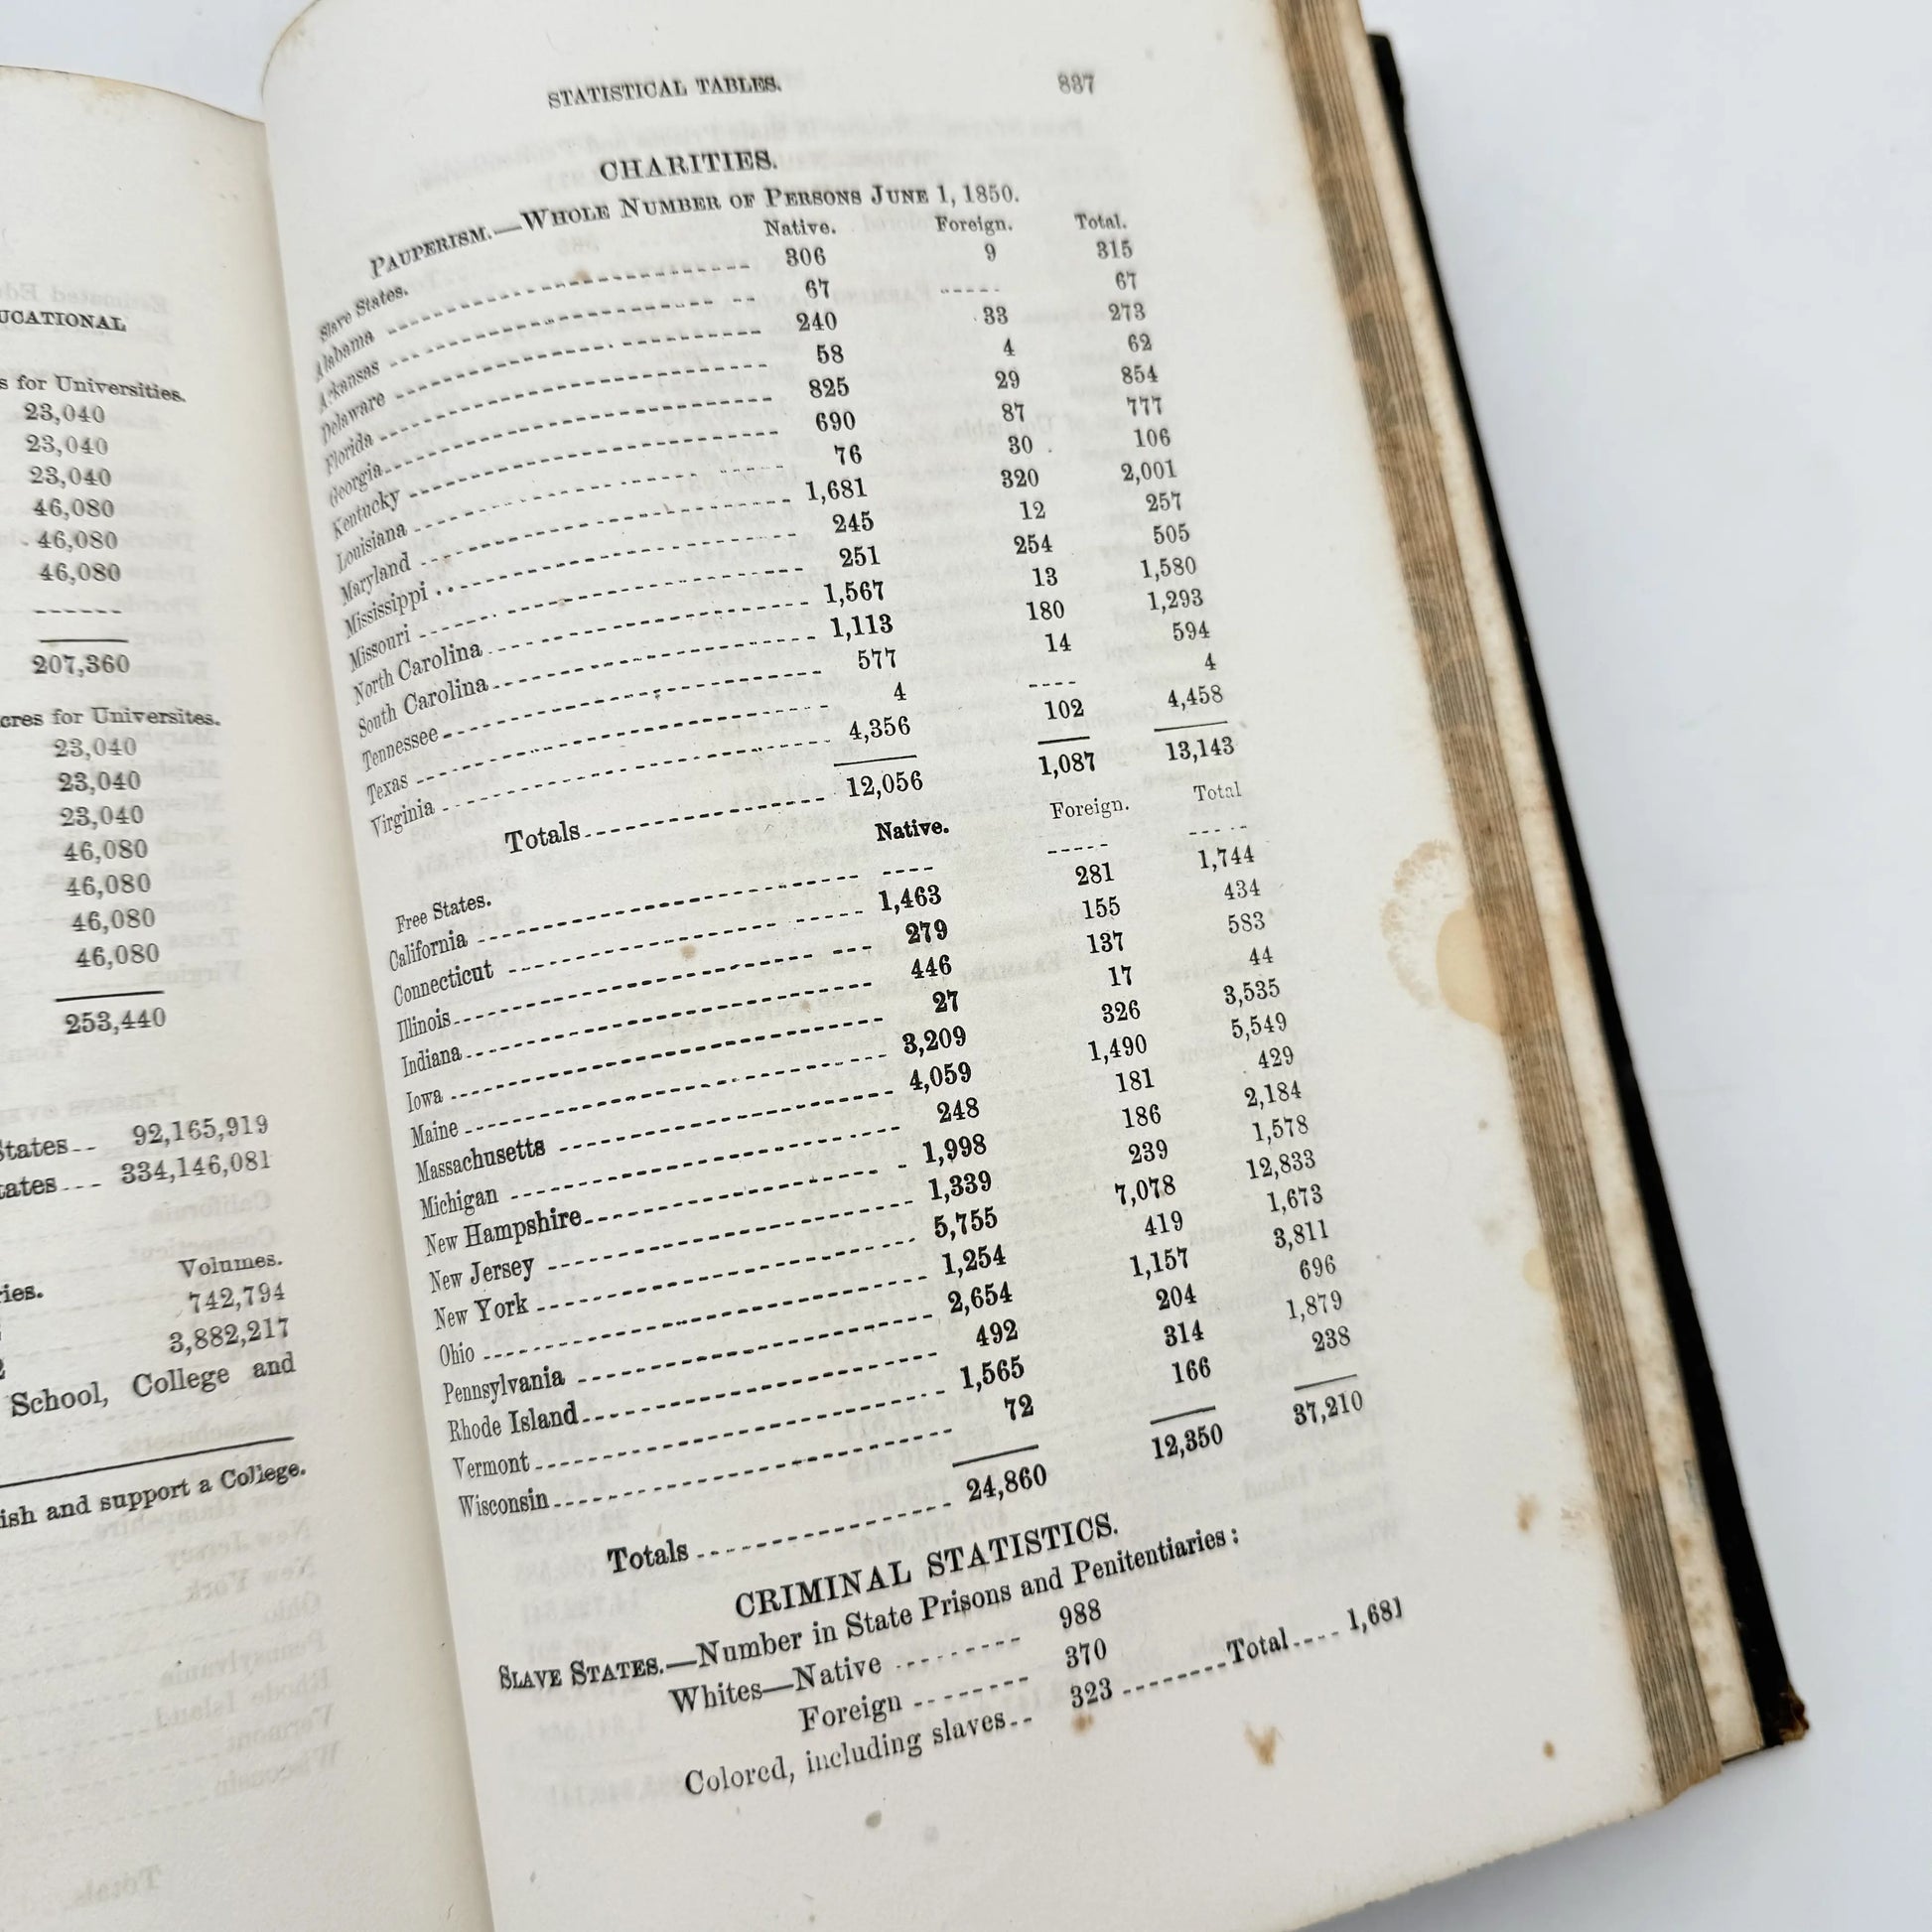 UCATIONAL
s for Universities.
23,040
23,040
23,040
46,080
46,080
46,080
------
207,360
cres for Universites.
23,040
23,040
23,040
46,080
46,080
46,080
46,080
253,440
States-- 92,165,919
tates--- 334,146,081
ries. Volumes.
742,794
3,882,217
School, College and
ish and support a College.
STATISTICAL TABLES. 837
CHARITIES.
PAUPERISM.—WHOLE NUMBER OF PERSONS JUNE 1, 1850.
Slave States. Native. Foreign. Total.
Alabama 306 9 315
Arkansas 67 ----- 67
Delaware 240 33 273
Florida 58 4 62
Georgia 825 29 854
Kentucky 690 87 777
Louisiana 76 30 106
Maryland 1,681 320 2,001
Mississippi 245 12 257
Missouri 251 254 505
North Carolina 1,567 13 1,580
South Carolina 1,113 180 1,293
Tennessee 577 14 594
Texas 4 ---- 4
Virginia 4,356 102 4,458
Totals 12,056 1,087 13,143
Free States. Native. Foreign. Total
California ---- ----- -----
Connecticut 1,463 281 1,744
Illinois 279 155 434
Indiana 446 137 583
Iowa 27 17 44
Maine 3,209 326 3,535
Massachusetts 4,059 1,490 5,549
Michigan 248 181 429
New Hampshire 1,998 186 2,184
New Jersey 1,339 239 1,578
New York 5,755 7,078 12,833
Ohio 1,254 419 1,673
Pennsylvania 2,654 1,157 3,811
Rhode Island 492 204 696
Vermont 1,565 314 1,879
Wisconsin 72 166 238
Totals 24,860 12,350 37,210
CRIMINAL STATISTICS.
SLAVE STATES.—Number in State Prisons and Penitentiaries:
Whites—Native 988
Foreign 370
Colored, including slaves 323 Total 1,681